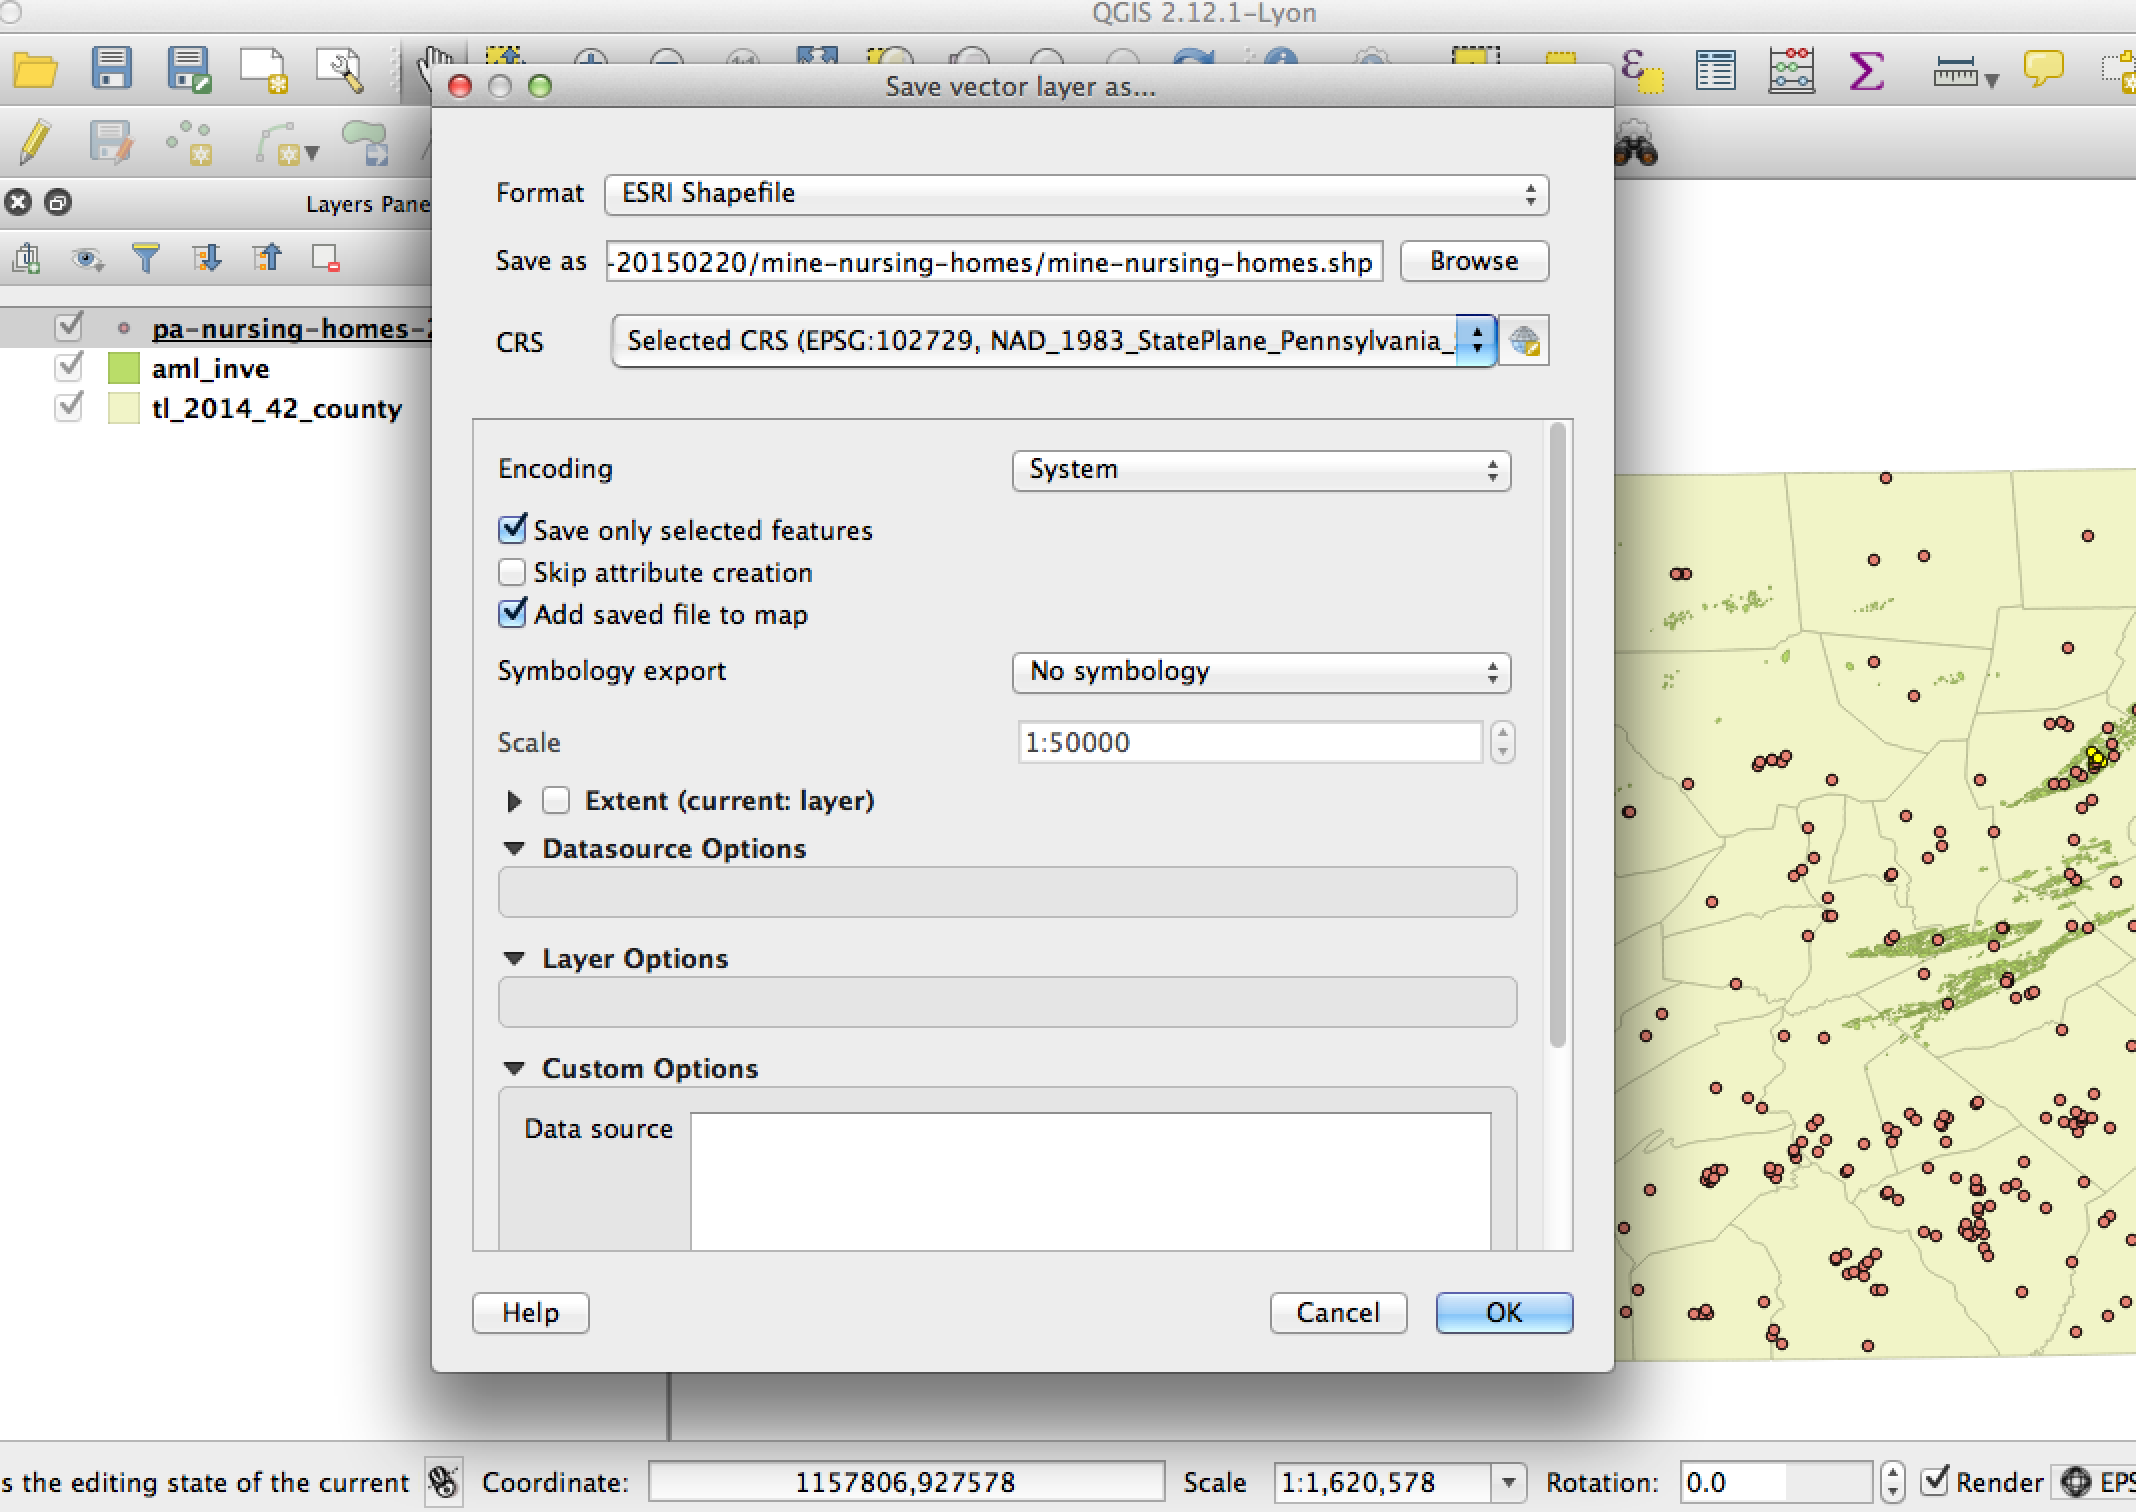 QGIS 2.12.1-Lyon
Save vector layer as...
Format ESRI Shapefile
Layers Pane
Save as -20150220/mine-nursing-homes/mine-nursing-homes.shp Browse
pa-nursing-homes-2
CRS Selected CRS (EPSG:102729, NAD_1983_StatePlane_Pennsylvania_
aml_inve
tl_2014_42_county
Encoding System
Save only selected features
Skip attribute creation
Add saved file to map
Symbology export No symbology
Scale 1:50000
Extent (current: layer)
Datasource Options
Layer Options
Custom Options
Data source
Help Cancel OK
s the editing state of the current Coordinate: 1157806,927578 Scale 1:1,620,578 Rotation: 0.0 Render EPS